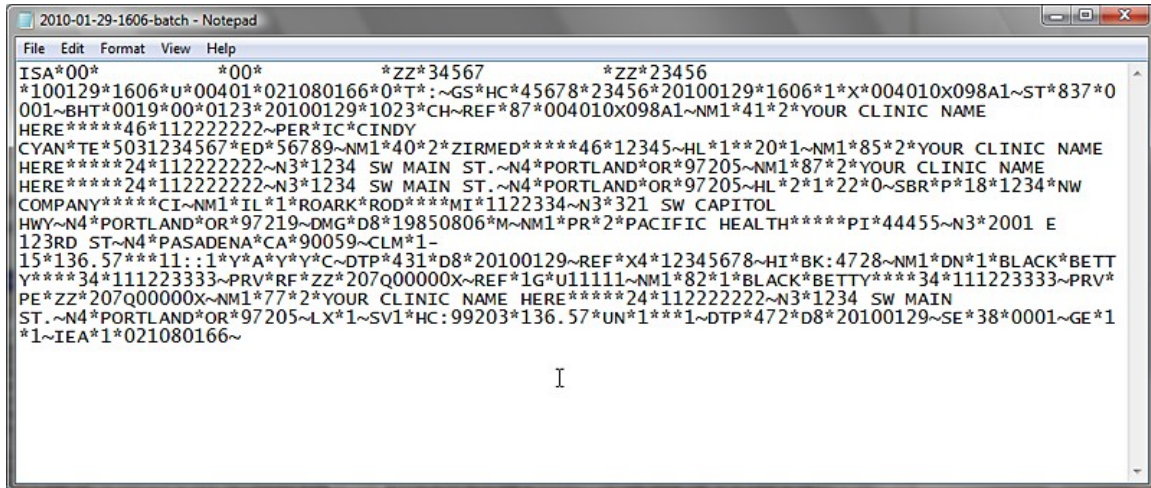 2010-01-29-1606-batch - Notepad
File Edit Format View Help
ISA*00*          *00*          *ZZ*34567          *ZZ*23456
*100129*1606*U*00401*021080166*0*T*:~GS*HC*45678*23456*20100129*1606*1*X*004010X098A1~ST*837*0
001~BHT*0019*00*0123*20100129*1023*CH~REF*87*004010X098A1~NM1*41*2*YOUR CLINIC NAME
HERE*****46*112222222~PER*IC*CINDY
CYAN*TE*5031234567*ED*56789~NM1*40*2*ZIRMED*****46*12345~HL*1**20*1~NM1*85*2*YOUR CLINIC NAME
HERE*****24*112222222~N3*1234 SW MAIN ST.~N4*PORTLAND*OR*97205~NM1*87*2*YOUR CLINIC NAME
HERE*****24*112222222~N3*1234 SW MAIN ST.~N4*PORTLAND*OR*97205~HL*2*1*22*0~SBR*P*18*1234*NW
COMPANY*****CI~NM1*IL*1*ROARK*ROD****MI*1122334~N3*321 SW CAPITOL
HWY~N4*PORTLAND*OR*97219~DMG*D8*19850806*M~NM1*PR*2*PACIFIC HEALTH*****PI*44455~N3*2001 E
123RD ST~N4*PASADENA*CA*90059~CLM*1-
15*136.57***11::1*Y*A*Y*Y*C~DTP*431*D8*20100129~REF*X4*12345678~HI*BK:4728~NM1*DN*1*BLACK*BETT
Y****34*111223333~PRV*RF*ZZ*207Q00000X~REF*1G*U11111~NM1*82*1*BLACK*BETTY****34*111223333~PRV*
PE*ZZ*207Q00000X~NM1*77*2*YOUR CLINIC NAME HERE*****24*112222222~N3*1234 SW MAIN
ST.~N4*PORTLAND*OR*97205~LX*1~SV1*HC:99203*136.57*UN*1***1~DTP*472*D8*20100129~SE*38*0001~GE*1
*1~IEA*1*021080166~